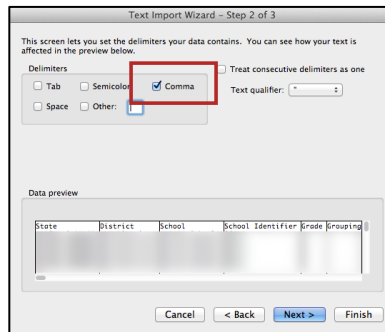 Text Import Wizard – Step 2 of 3
This screen lets you set the delimiters your data contains. You can see how your text is
affected in the preview below.
Delimiters
Tab Semicolon Comma
Space Other:
Treat consecutive delimiters as one
Text qualifier: "
Data preview
State District School School Identifier Grade Grouping
Cancel < Back Next > Finish